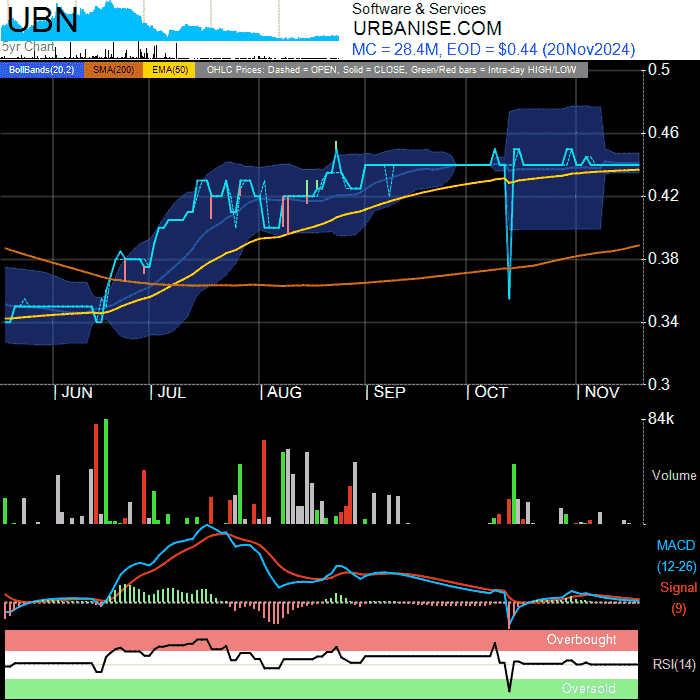 UBN
5yr Chart
Software & Services
URBANISE.COM
MC = 28.4M, EOD = $0.44 (20Nov2024)
BollBands(20,2) SMA(200) EMA(50) OHLC Prices: Dashed = OPEN, Solid = CLOSE, Green/Red bars = Intra-day HIGH/LOW
0.5
0.46
0.42
0.38
0.34
0.3
JUN JUL AUG SEP OCT NOV
84k
Volume
MACD
(12-26)
Signal
(9)
Overbought
RSI(14)
Oversold